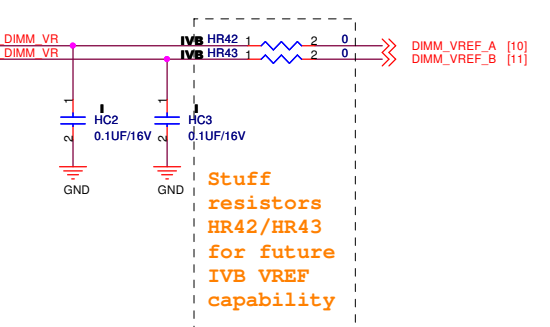 DIMM_VR IVB HR42 1 2 0 DIMM_VREF_A [10]
DIMM_VR IVB HR43 1 2 0 DIMM_VREF_B [11]
1 I 1 I
HC2 HC3
2 0.1UF/16V 2 0.1UF/16V
GND GND
Stuff
resistors
HR42/HR43
for future
IVB VREF
capability